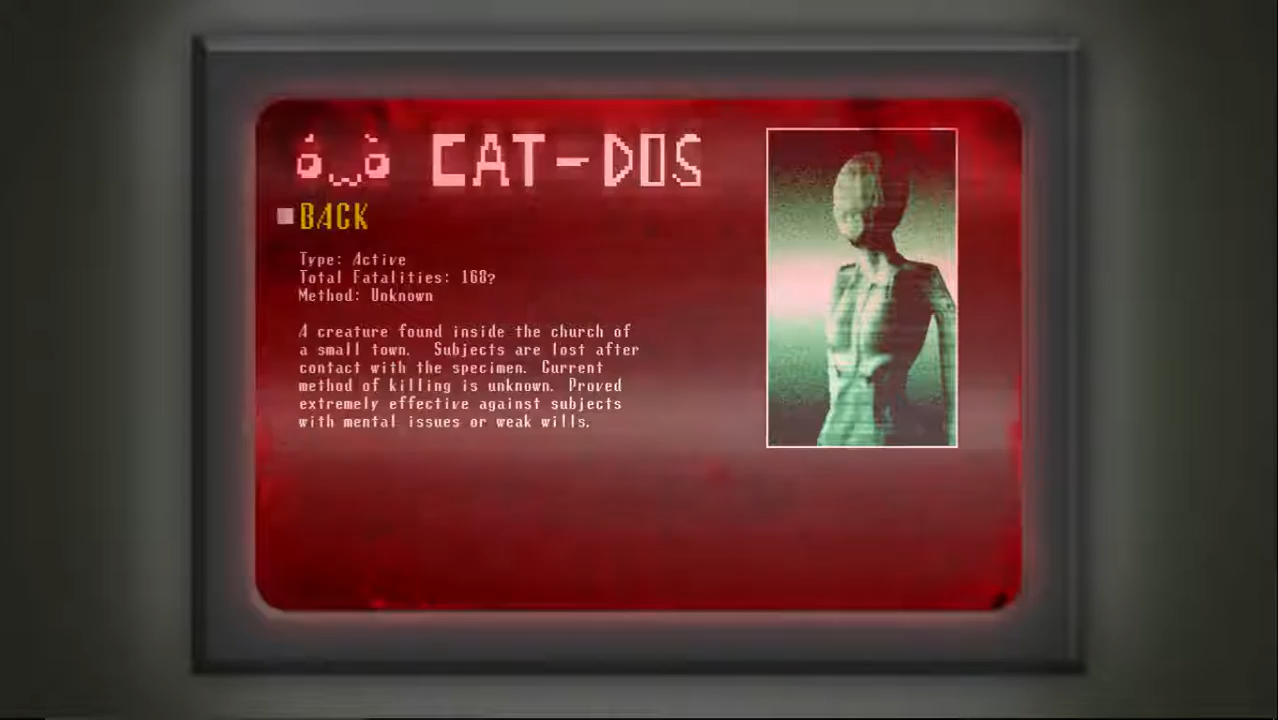 CAT-DOS
BACK
Type: Active
Total Fatalities: 168?
Method: Unknown
A creature found inside the church of
a small town. Subjects are lost after
contact with the specimen. Current
method of killing is unknown. Proved
extremely effective against subjects
with mental issues or weak wills.